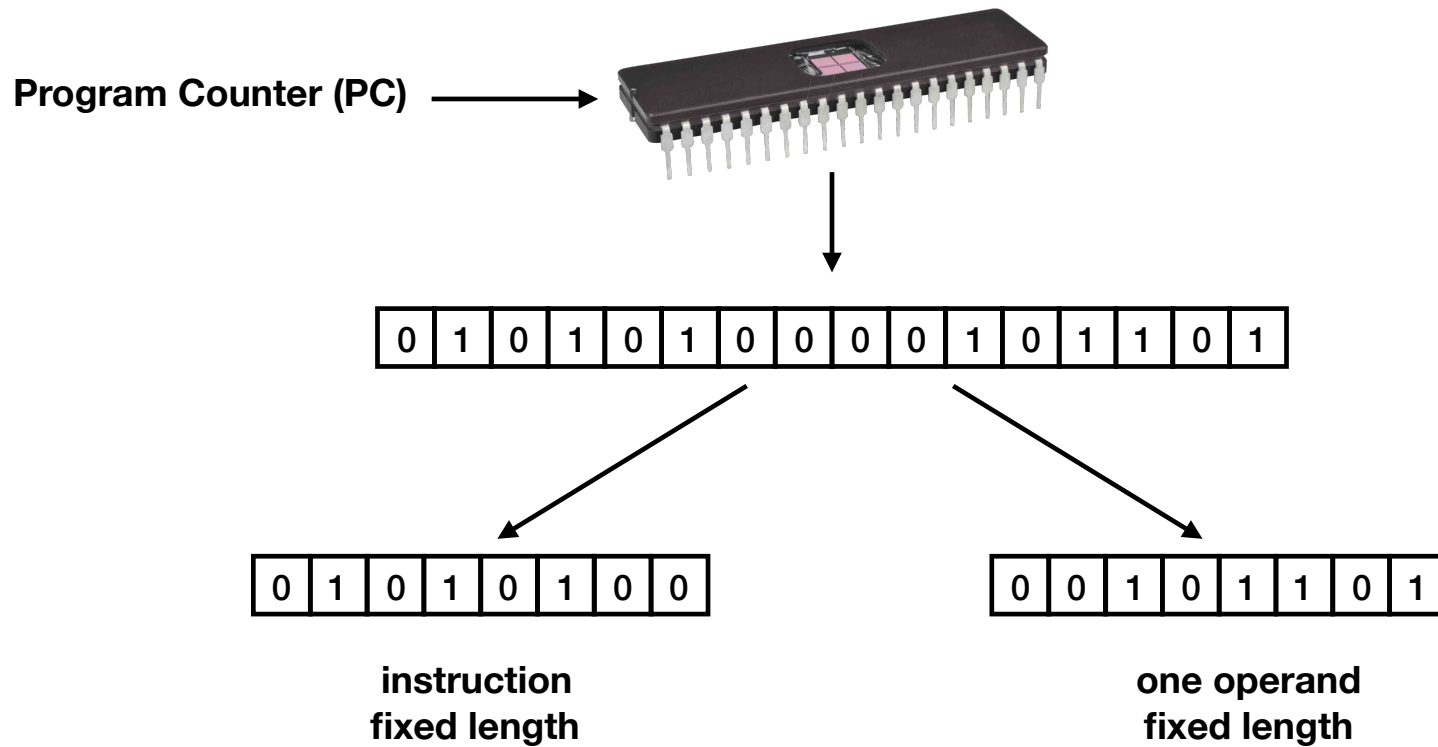 Program Counter (PC)
0 1 0 1 0 1 0 0 0 0 1 0 1 1 0 1
0 1 0 1 0 1 0 0
0 0 1 0 1 1 0 1
instruction
fixed length
one operand
fixed length